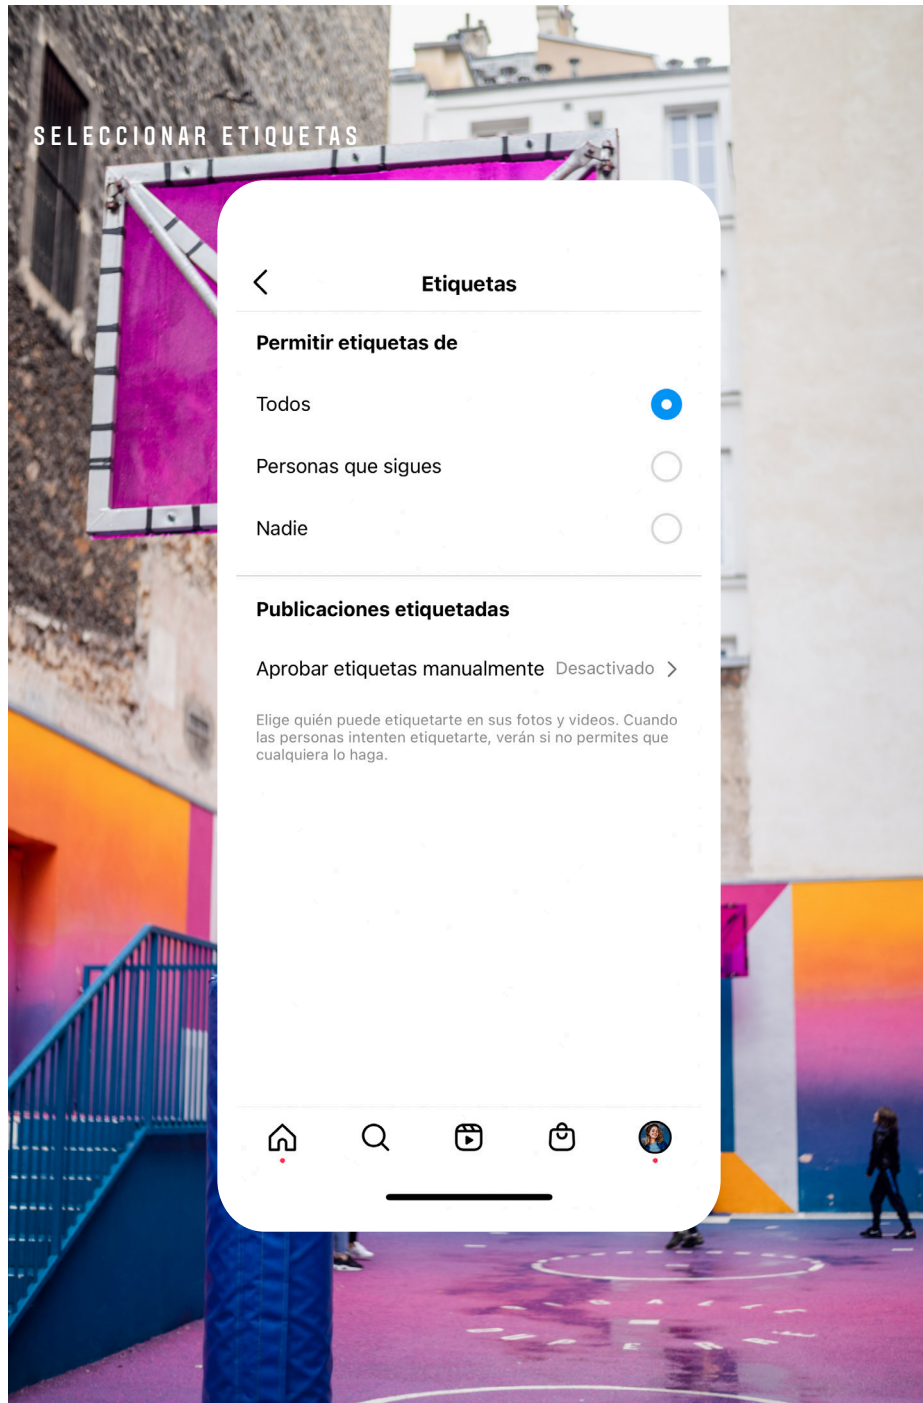 SELECCIONAR ETIQUETAS
Etiquetas
Permitir etiquetas de
Todos
Personas que sigues
Nadie
Publicaciones etiquetadas
Aprobar etiquetas manualmente Desactivado
Elige quién puede etiquetarte en sus fotos y videos. Cuando
las personas intenten etiquetarte, verán si no permites que
cualquiera lo haga.